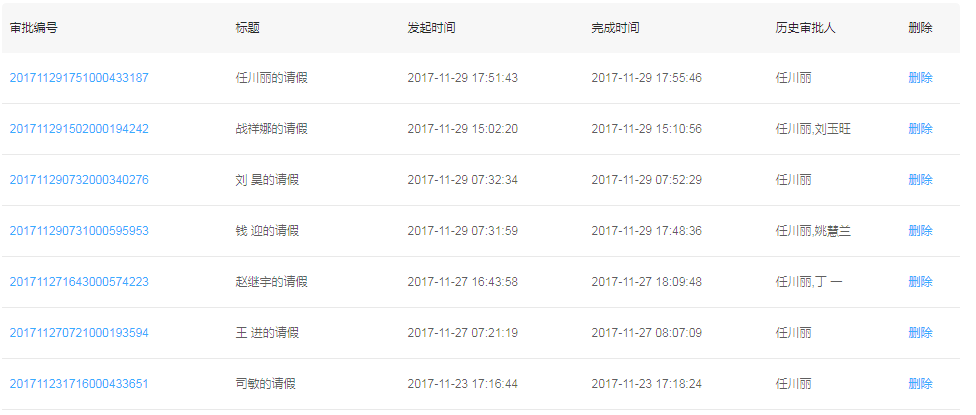 审批编号 标题 发起时间 完成时间 历史审批人 删除
201711291751000433187 任川丽的请假 2017-11-29 17:51:43 2017-11-29 17:55:46 任川丽 删除
201711291502000194242 战祥娜的请假 2017-11-29 15:02:20 2017-11-29 15:10:56 任川丽,刘玉旺 删除
201711290732000340276 刘 昊的请假 2017-11-29 07:32:34 2017-11-29 07:52:29 任川丽 删除
201711290731000595953 钱 迎的请假 2017-11-29 07:31:59 2017-11-29 17:48:36 任川丽,姚慧兰 删除
201711271643000574223 赵继宇的请假 2017-11-27 16:43:58 2017-11-27 18:09:48 任川丽,丁 一 删除
201711270721000193594 王 进的请假 2017-11-27 07:21:19 2017-11-27 08:07:09 任川丽 删除
201711231716000433651 司敏的请假 2017-11-23 17:16:44 2017-11-23 17:18:24 任川丽 删除